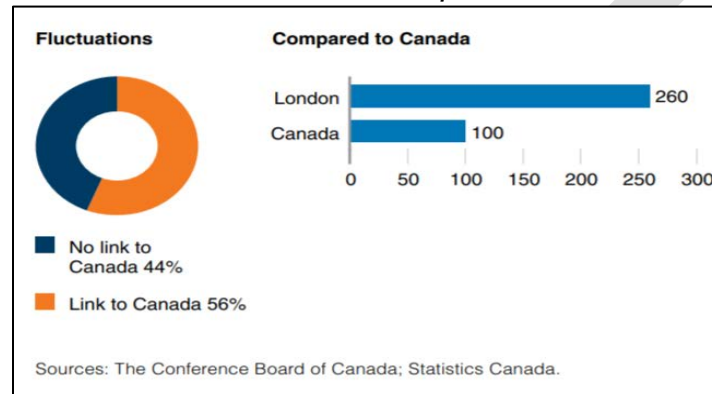 Fluctuations
Compared to Canada
London
260
Canada
100
0 50 100 150 200 250 300
No link to
Canada 44%
Link to Canada 56%
Sources: The Conference Board of Canada; Statistics Canada.